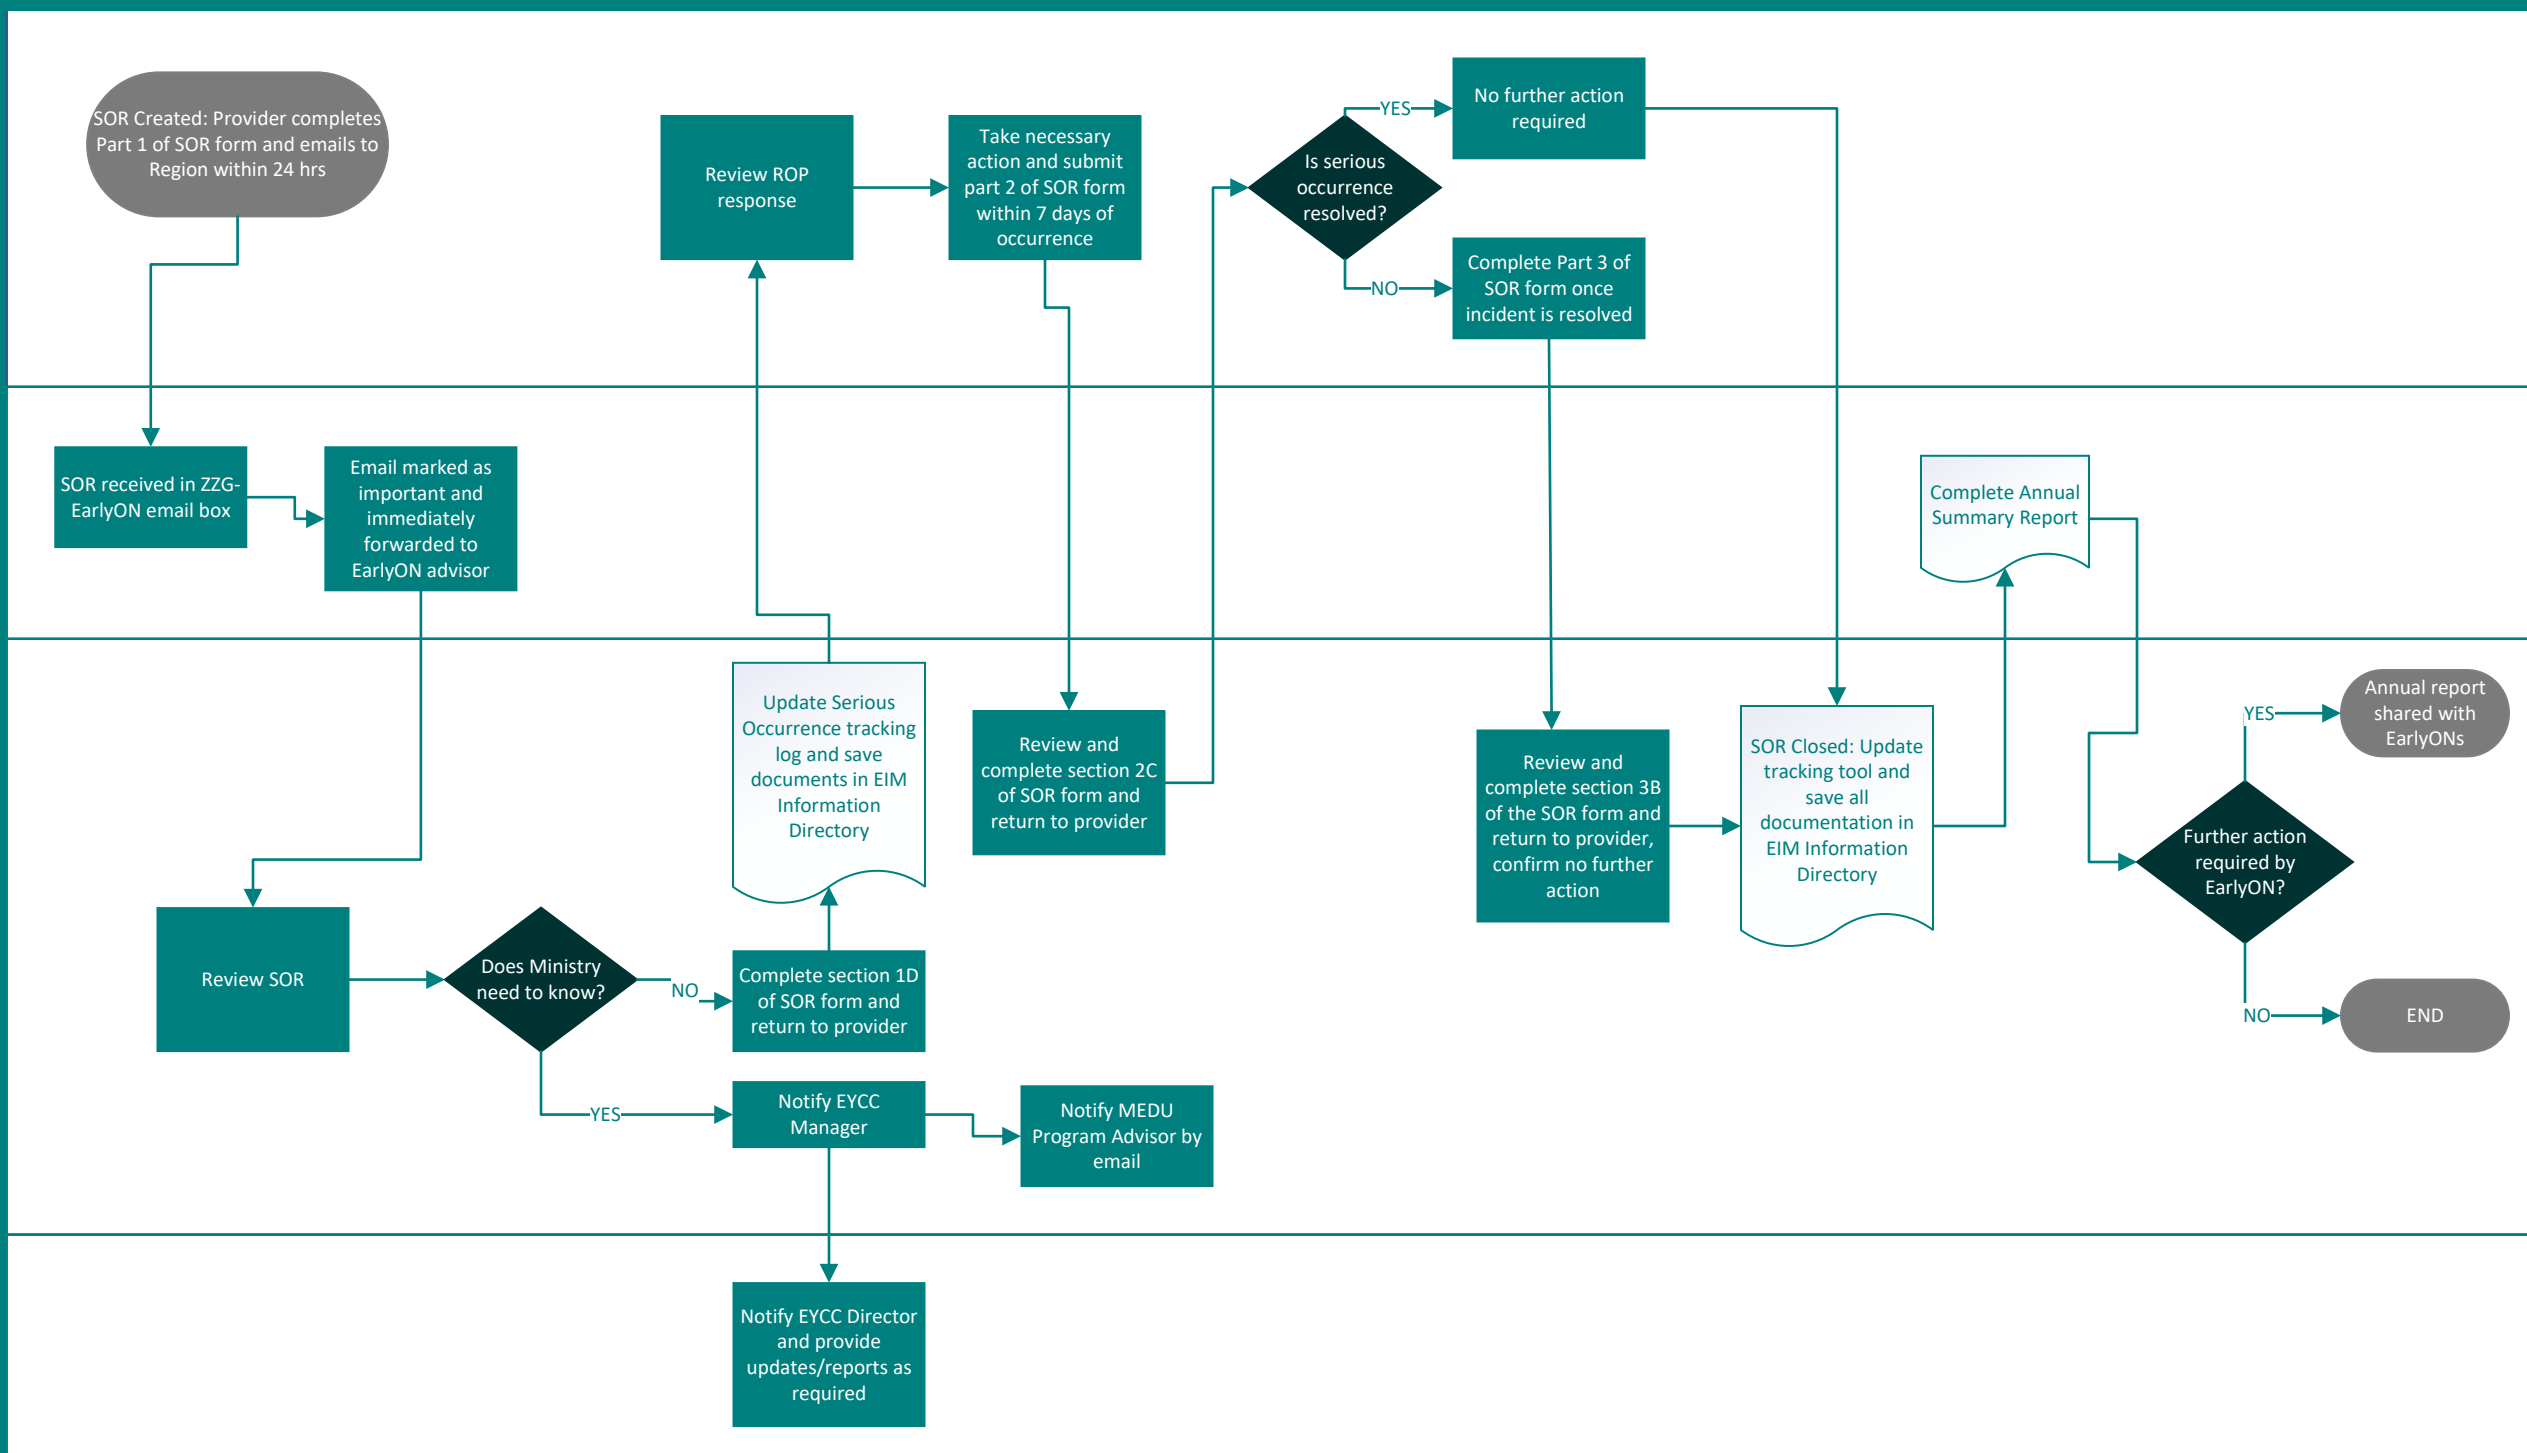 SOR Created: Provider completes
Part 1 of SOR form and emails to
Region within 24 hrs
Review ROP
response
Take necessary
action and submit
part 2 of SOR form
within 7 days of
occurrence
Is serious
occurrence
resolved?
YES
No further action
required
NO
Complete Part 3 of
SOR form once
incident is resolved
SOR received in ZZG-
EarlyON email box
Email marked as
important and
immediately
forwarded to
EarlyON advisor
Complete Annual
Summary Report
Review SOR
Does Ministry
need to know?
NO
Complete section 1D
of SOR form and
return to provider
Update Serious
Occurrence tracking
log and save
documents in EIM
Information
Directory
YES
Notify EYCC
Manager
Notify MEDU
Program Advisor by
email
Review and
complete section 2C
of SOR form and
return to provider
Review and
complete section 3B
of the SOR form and
return to provider,
confirm no further
action
SOR Closed: Update
tracking tool and
save all
documentation in
EIM Information
Directory
Further action
required by
EarlyON?
YES
Annual report
shared with
EarlyONs
NO
END
Notify EYCC Director
and provide
updates/reports as
required